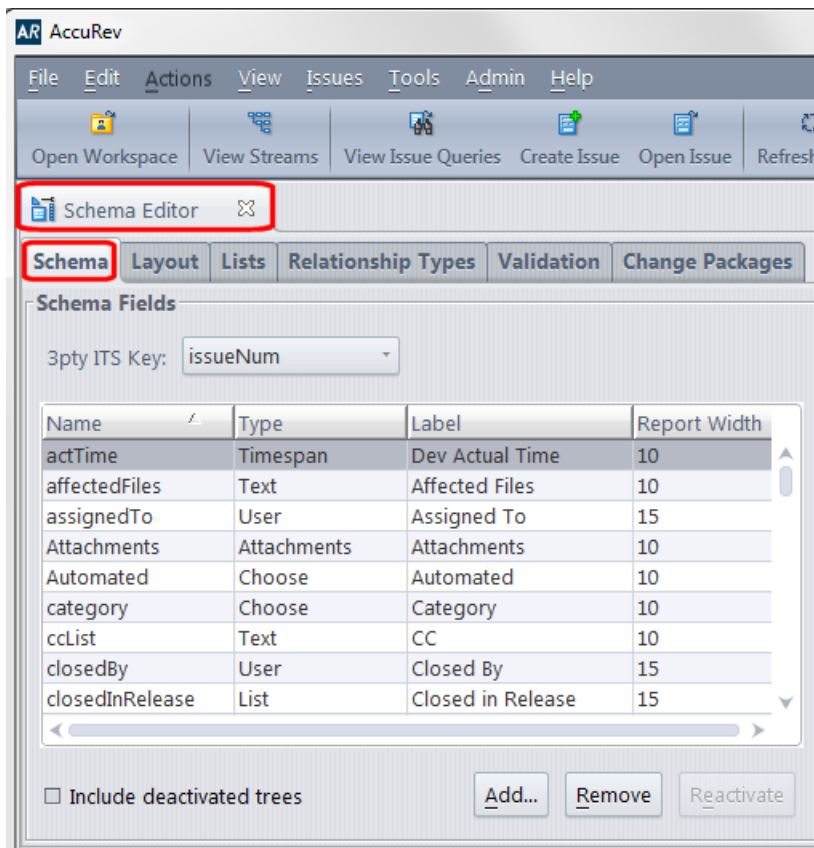 AR AccuRev
File Edit Actions View Issues Tools Admin Help
Open Workspace View Streams View Issue Queries Create Issue Open Issue Refresh
Schema Editor
Schema Layout Lists Relationship Types Validation Change Packages
Schema Fields
3pty ITS Key: issueNum
Name Type Label Report Width
actTime Timespan Dev Actual Time 10
affectedFiles Text Affected Files 10
assignedTo User Assigned To 15
Attachments Attachments Attachments 10
Automated Choose Automated 10
category Choose Category 10
ccList Text CC 10
closedBy User Closed By 15
closedInRelease List Closed in Release 15
Include deactivated trees Add... Remove Reactivate